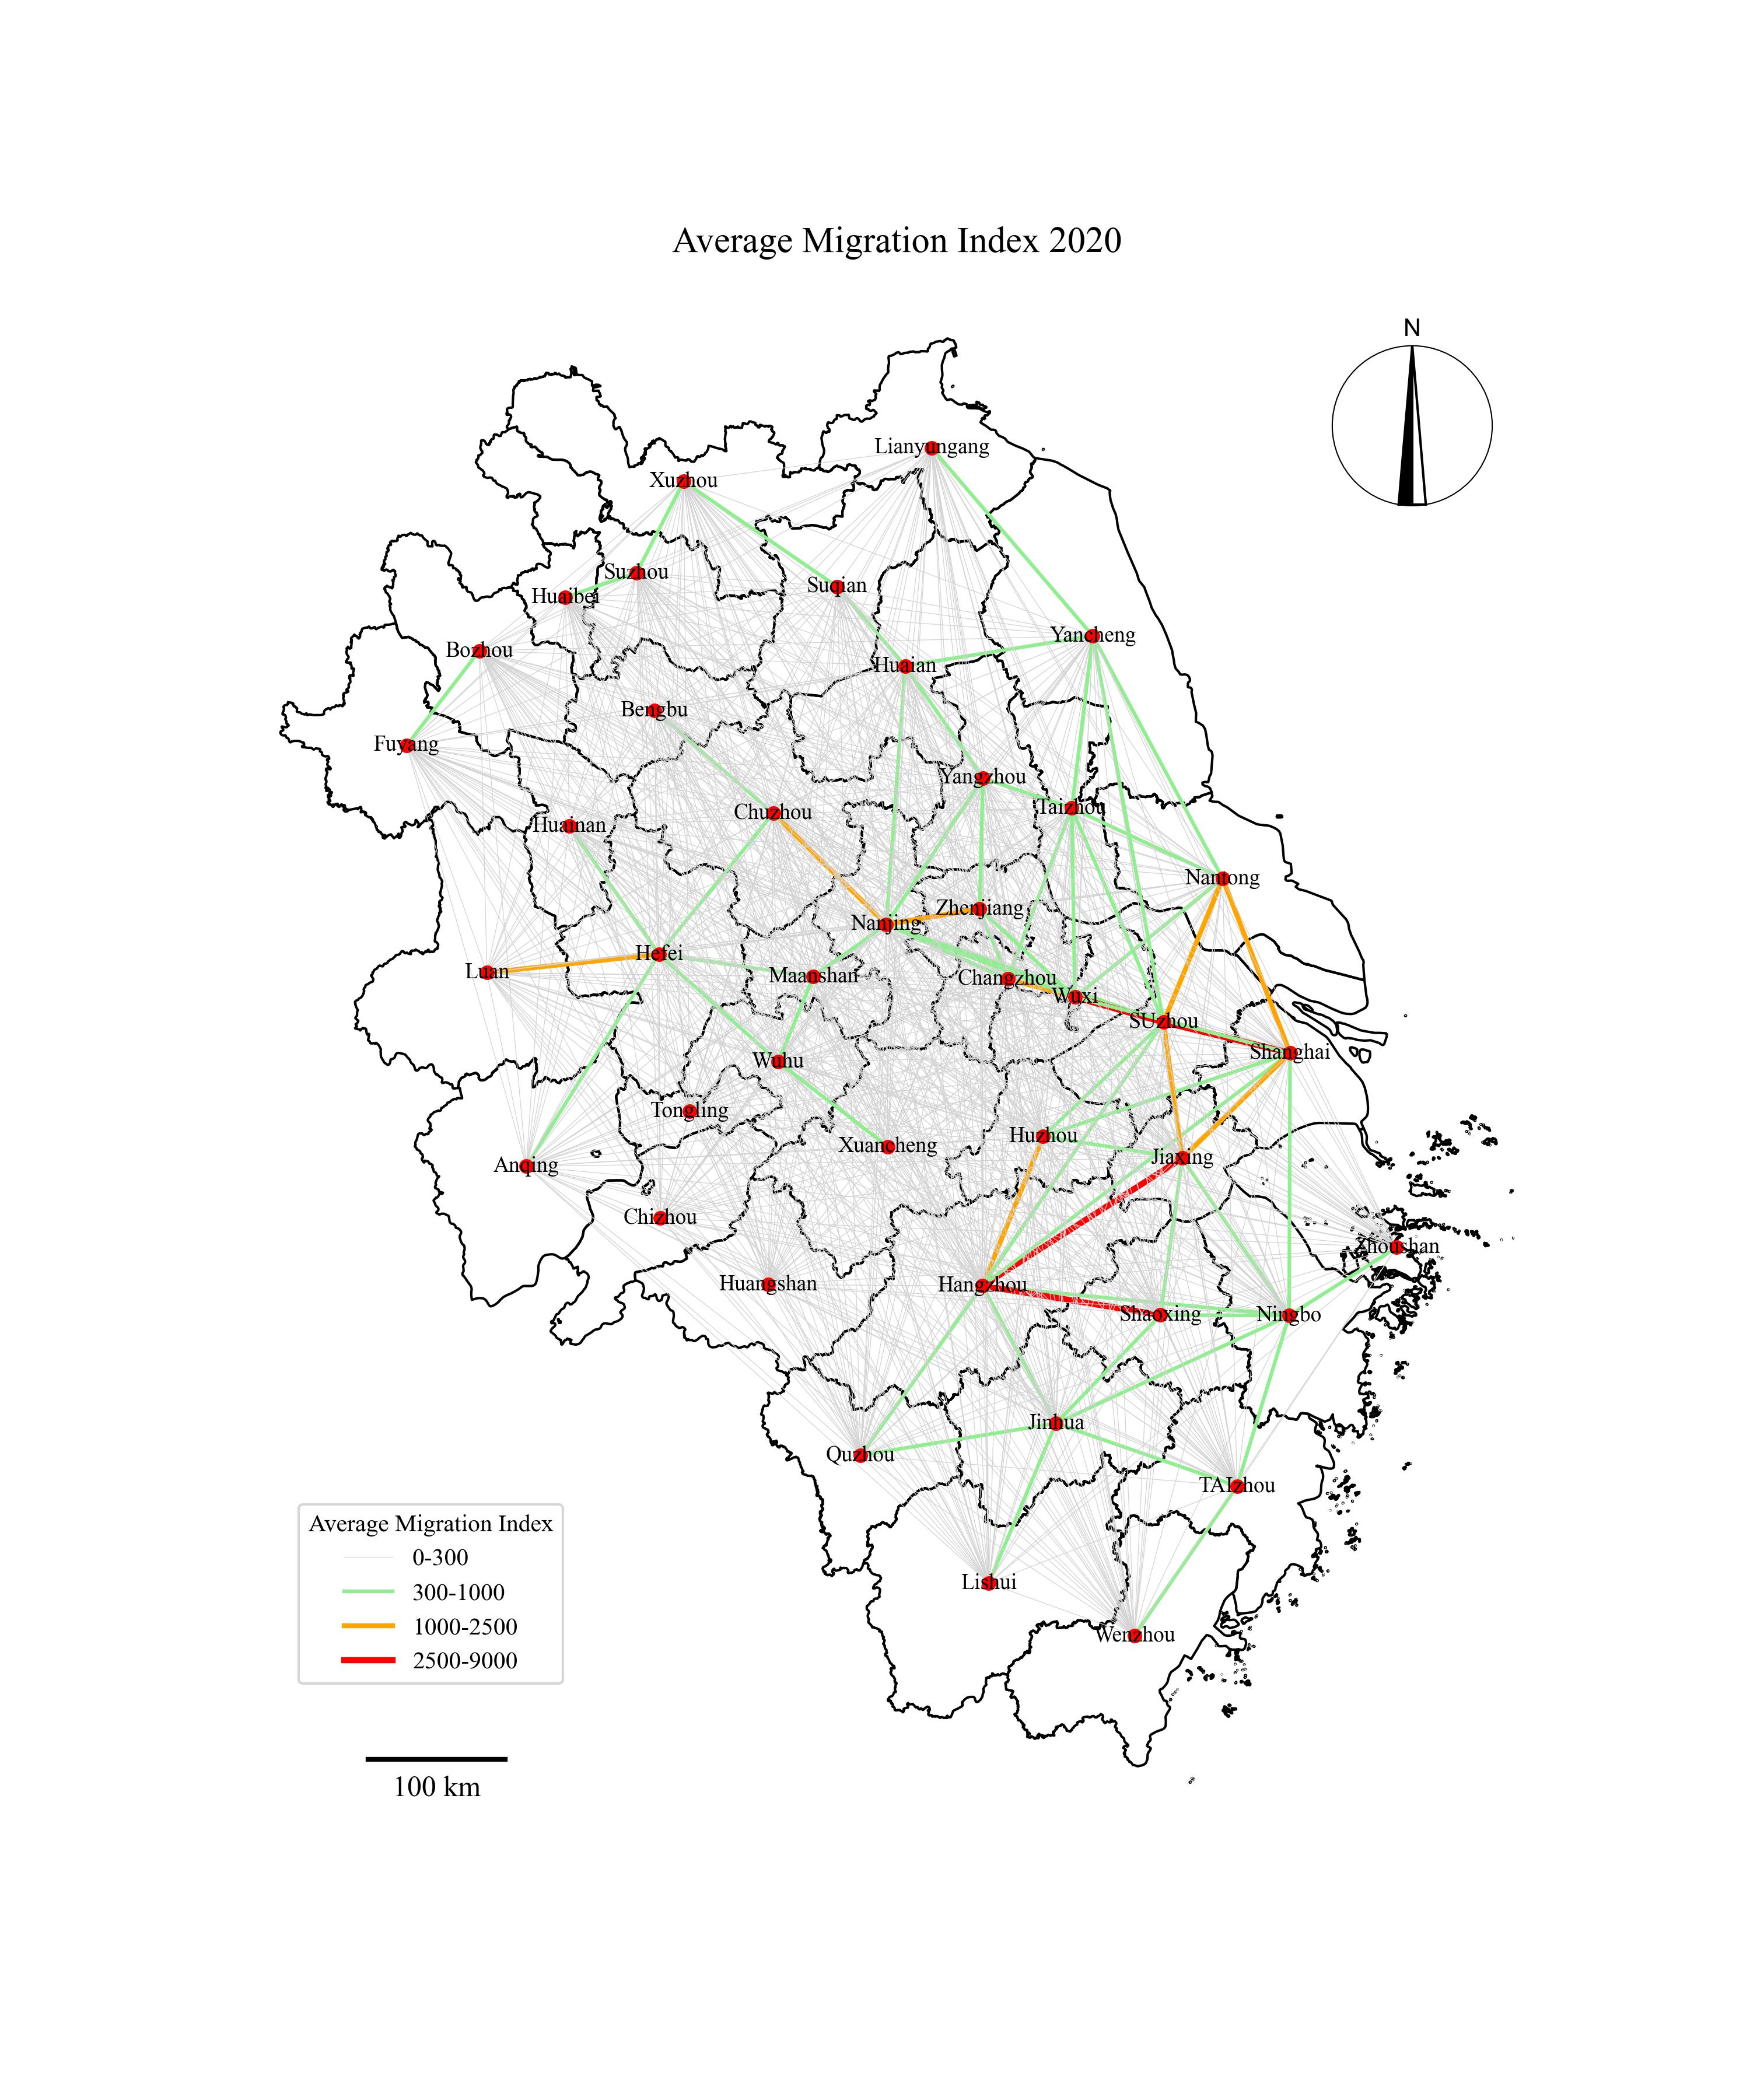 Average Migration Index 2020
N
Lianyungang
Xuzhou
Suzhou
Suqian
Huaibei
Yancheng
Bozhou
Huaian
Bengbu
Fuyang
Yangzhou
Taizhou
Chuzhou
Huainan
Nantong
Zhenjiang
Nanjing
Hefei
Luan
Maanshan
Changzhou
Wuxi
SUzhou
Shanghai
Wuhu
Tongling
Huzhou
Xuancheng
Jiaxing
Anqing
Chizhou
Zhoushan
Huangshan
Hangzhou
Shaoxing
Ningbo
Jinhua
Quzhou
TAIzhou
Lishui
Wenzhou
Average Migration Index
0-300
300-1000
1000-2500
2500-9000
100 km